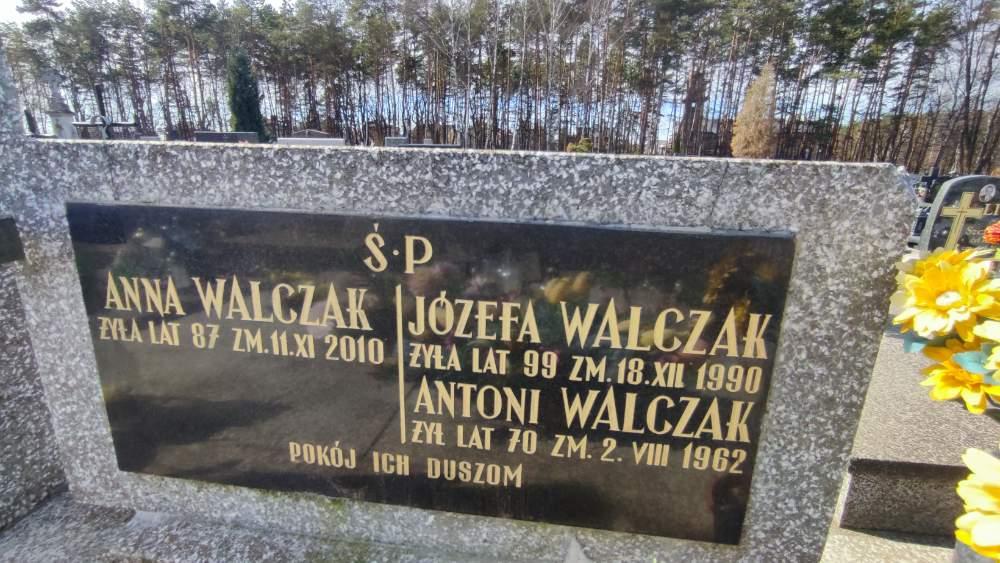 Ś·P
ANNA WALCZAK
ŻYŁA LAT 87 ZM.11.XI 2010
JÓZEFA WALCZAK
ŻYŁA LAT 99 ZM.18.XII. 1990
ANTONI WALCZAK
ŻYŁ LAT 70 ZM. 2. VIII 1962
POKÓJ ICH DUSZOM